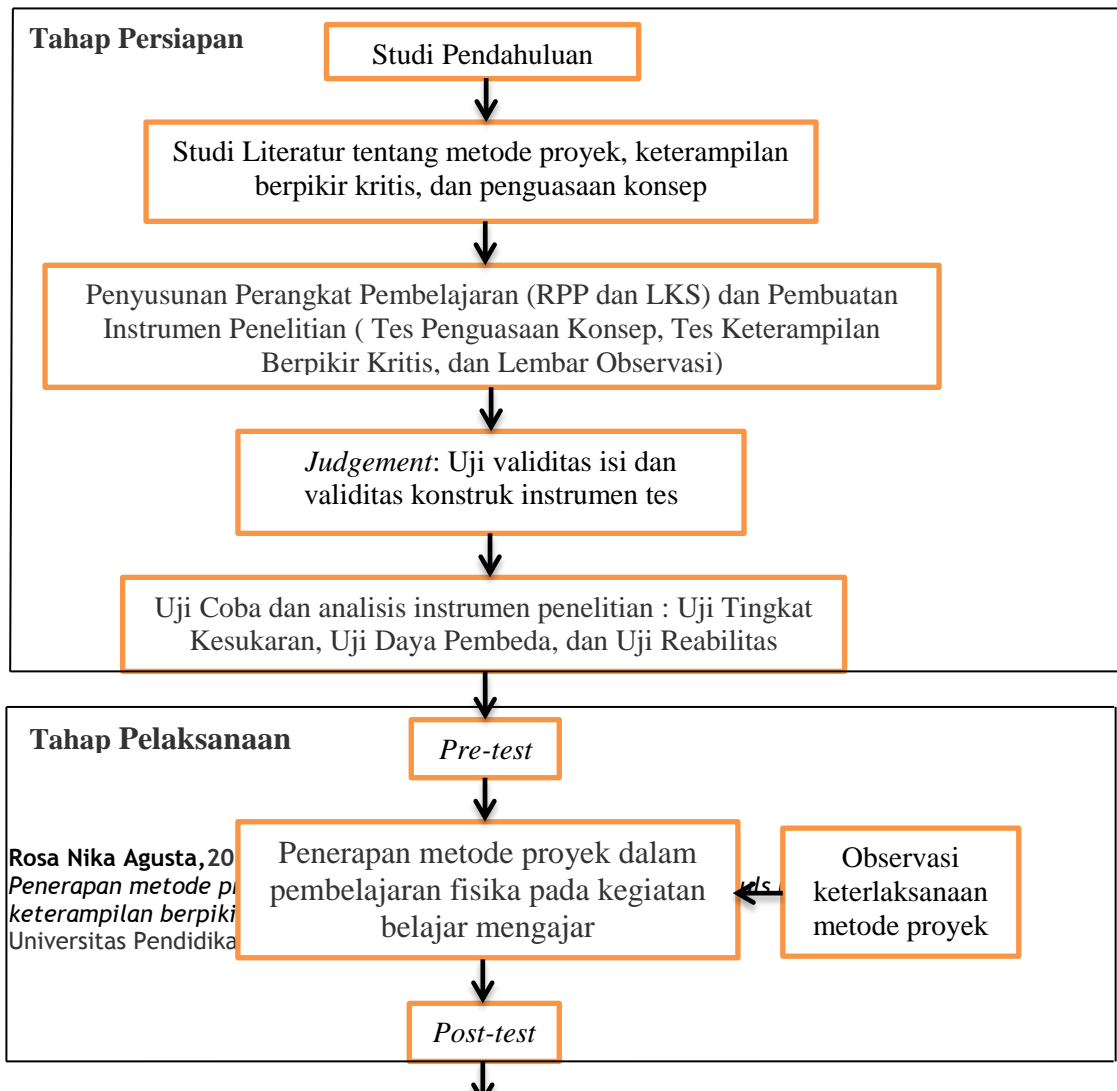 Tahap Persiapan
Studi Pendahuluan
Studi Literatur tentang metode proyek, keterampilan
berpikir kritis, dan penguasaan konsep
Penyusunan Perangkat Pembelajaran (RPP dan LKS) dan Pembuatan
Instrumen Penelitian ( Tes Penguasaan Konsep, Tes Keterampilan
Berpikir Kritis, dan Lembar Observasi)
Judgement: Uji validitas isi dan
validitas konstruk instrumen tes
Uji Coba dan analisis instrumen penelitian : Uji Tingkat
Kesukaran, Uji Daya Pembeda, dan Uji Reabilitas
Tahap Pelaksanaan
Pre-test
Penerapan metode proyek dalam
pembelajaran fisika pada kegiatan
belajar mengajar
Observasi
keterlaksanaan
metode proyek
Rosa Nika Agusta,20
Penerapan metode
keterampilan
Universitas
Post-test